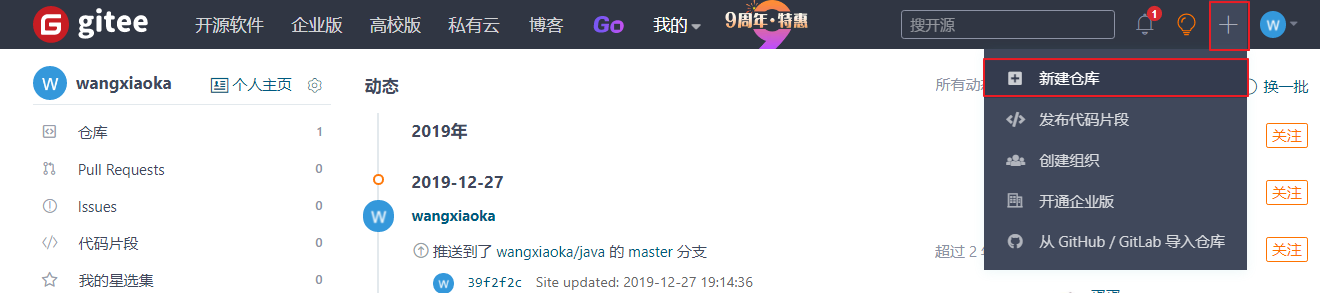 gitee 开源软件 企业版 高校版 私有云 博客 Go 我的 9周年·特惠 搜开源 1 W
W wangxiaoka 个人主页 动态 所有动 新建仓库 换一批
仓库 1 2019年 发布代码片段 关注
Pull Requests 0 2019-12-27 创建组织
Issues 0 W wangxiaoka 开通企业版 关注
代码片段 0 推送到了 wangxiaoka/java 的 master 分支 超过 2 从 GitHub / GitLab 导入仓库 关注
我的星选集 0 W 39f2f2c Site updated: 2019-12-27 19:14:36